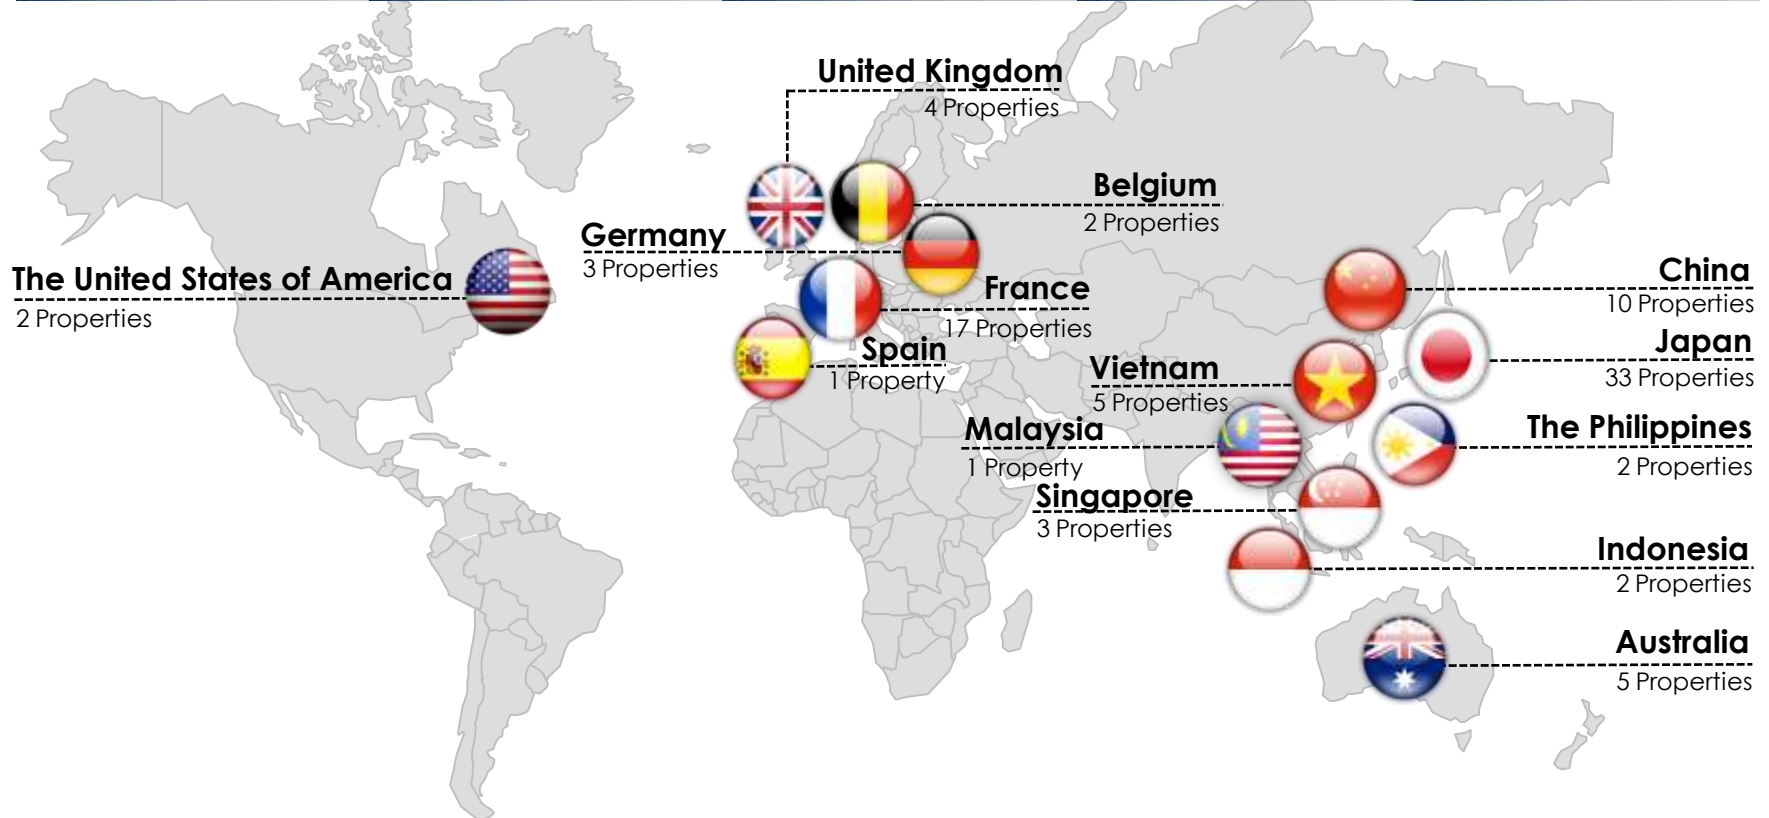 United Kingdom
4 Properties
Belgium
2 Properties
Germany
3 Properties
The United States of America
2 Properties
France
17 Properties
Spain
1 Property
China
10 Properties
Japan
33 Properties
Vietnam
5 Properties
Malaysia
1 Property
The Philippines
2 Properties
Singapore
3 Properties
Indonesia
2 Properties
Australia
5 Properties